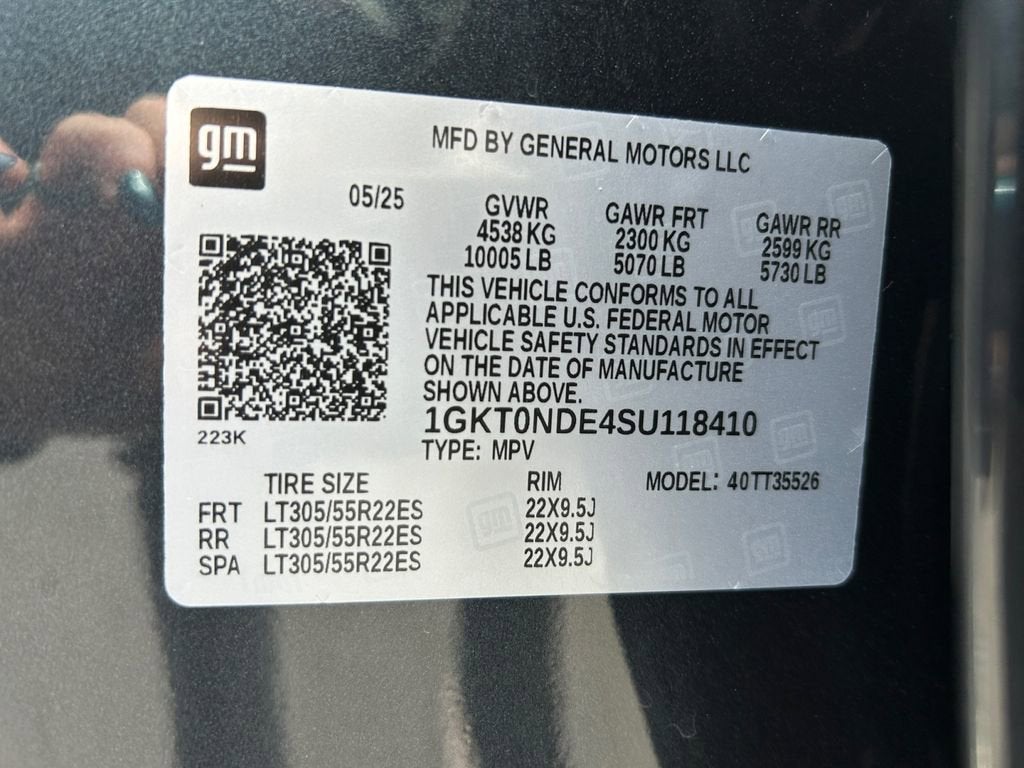 gm
MFD BY GENERAL MOTORS LLC
05/25
GVWR GAWR FRT GAWR RR
4538 KG 2300 KG 2599 KG
10005 LB 5070 LB 5730 LB
THIS VEHICLE CONFORMS TO ALL
APPLICABLE U.S. FEDERAL MOTOR
VEHICLE SAFETY STANDARDS IN EFFECT
ON THE DATE OF MANUFACTURE
SHOWN ABOVE.
1GKT0NDE4SU118410
223K
TYPE: MPV
TIRE SIZE RIM MODEL: 40TT35526
FRT LT305/55R22ES 22X9.5J
RR LT305/55R22ES 22X9.5J
SPA LT305/55R22ES 22X9.5J